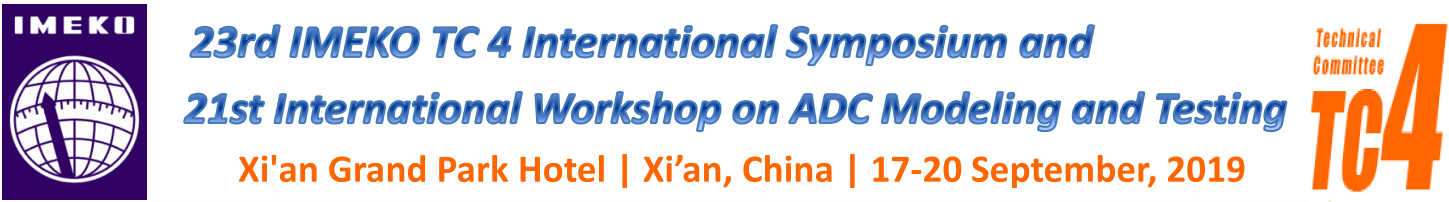 IMEKO
23rd IMEKO TC 4 International Symposium and
21st International Workshop on ADC Modeling and Testing
Xi'an Grand Park Hotel | Xi’an, China | 17-20 September, 2019
Technical
Committee
TC4